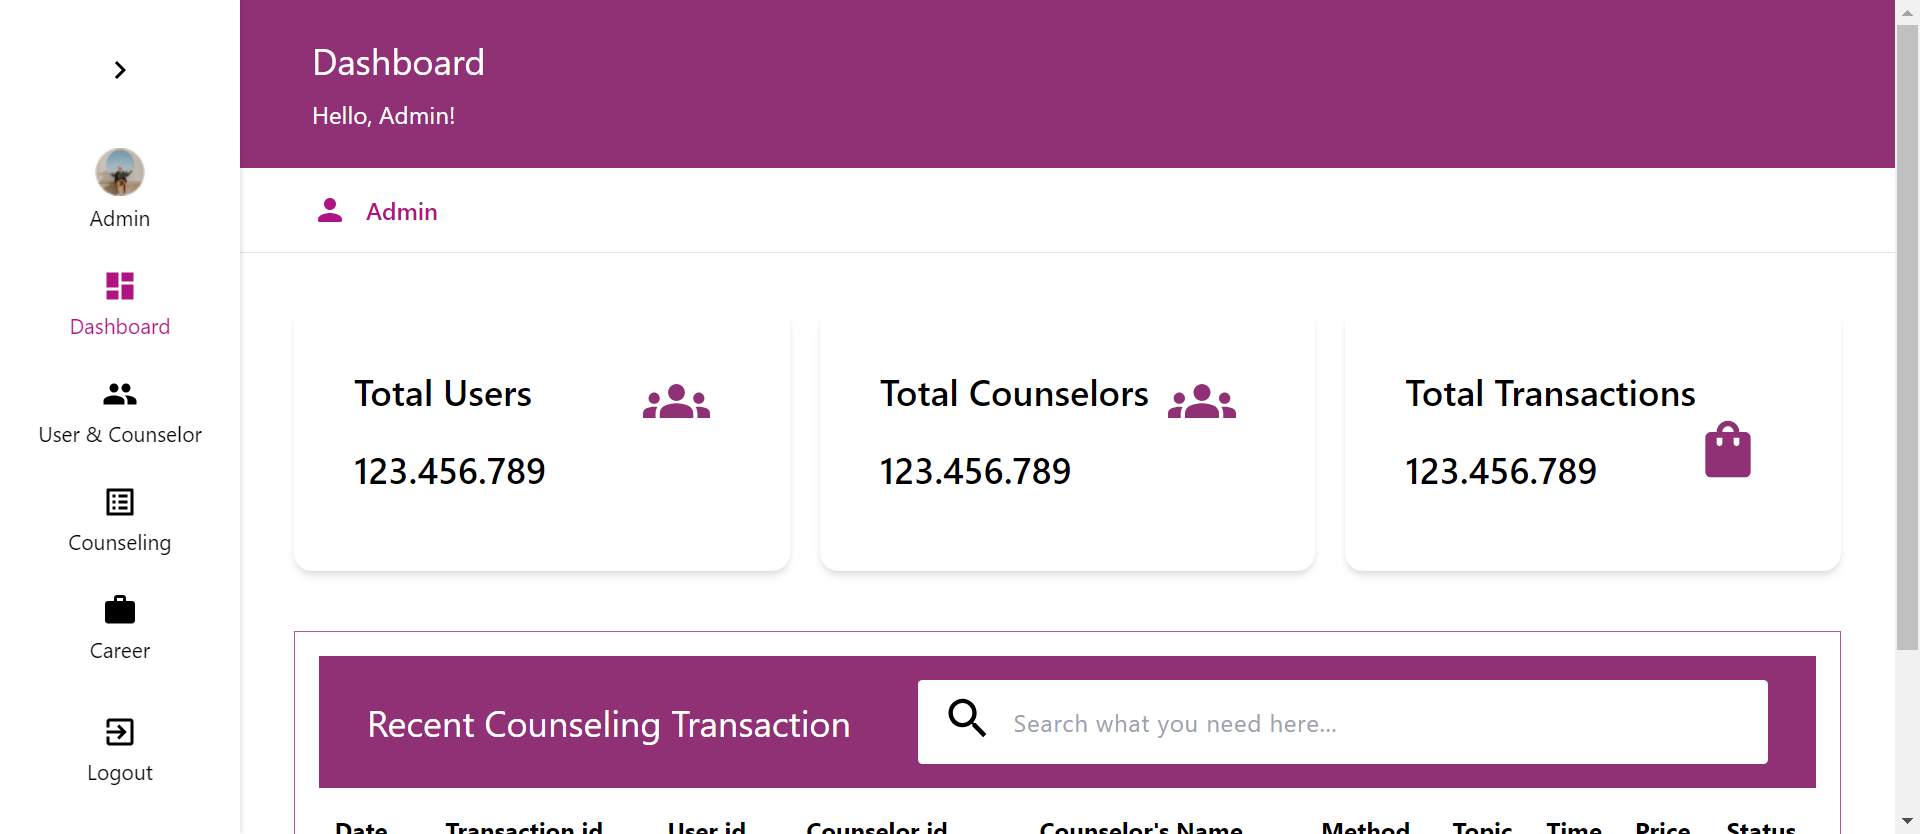 Dashboard
Hello, Admin!
Admin
Admin
Dashboard
User & Counselor
Counseling
Career
Logout
Total Users
123.456.789
Total Counselors
123.456.789
Total Transactions
123.456.789
Recent Counseling Transaction
Search what you need here...
Date Transaction id User id Counselor id Counselor's Name Method Topic Time Price Status